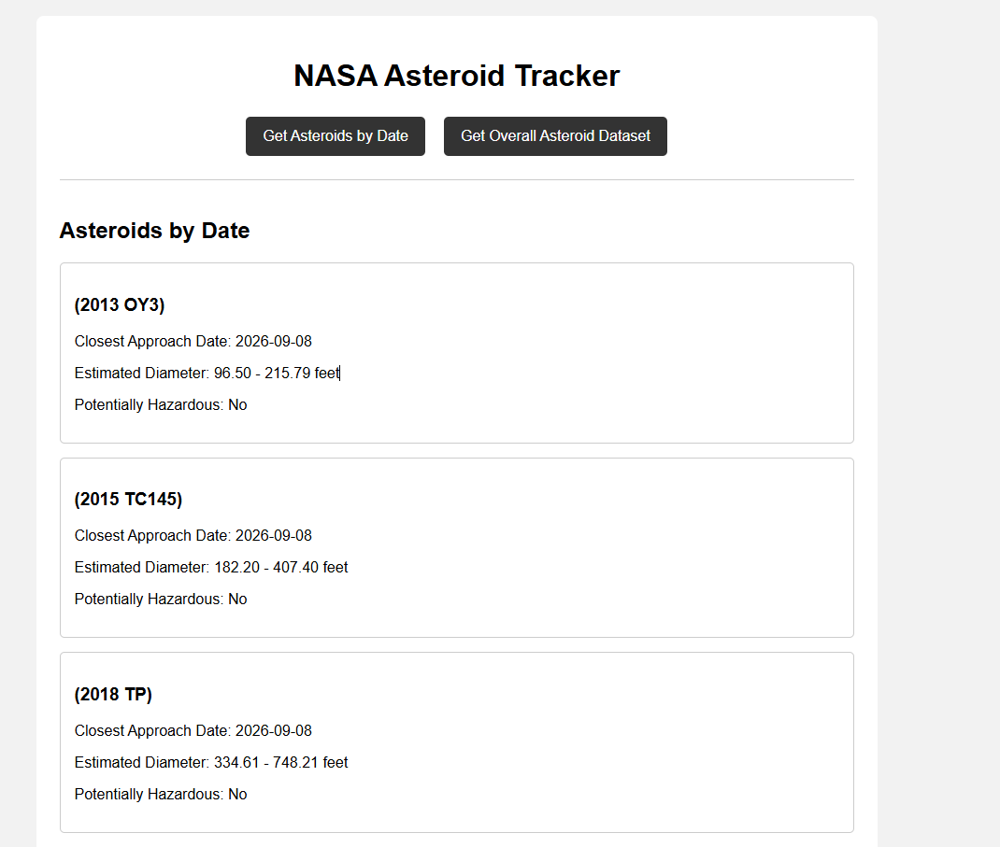 NASA Asteroid Tracker
Get Asteroids by Date
Get Overall Asteroid Dataset
Asteroids by Date
(2013 OY3)
Closest Approach Date: 2026-09-08
Estimated Diameter: 96.50 - 215.79 feet
Potentially Hazardous: No
(2015 TC145)
Closest Approach Date: 2026-09-08
Estimated Diameter: 182.20 - 407.40 feet
Potentially Hazardous: No
(2018 TP)
Closest Approach Date: 2026-09-08
Estimated Diameter: 334.61 - 748.21 feet
Potentially Hazardous: No